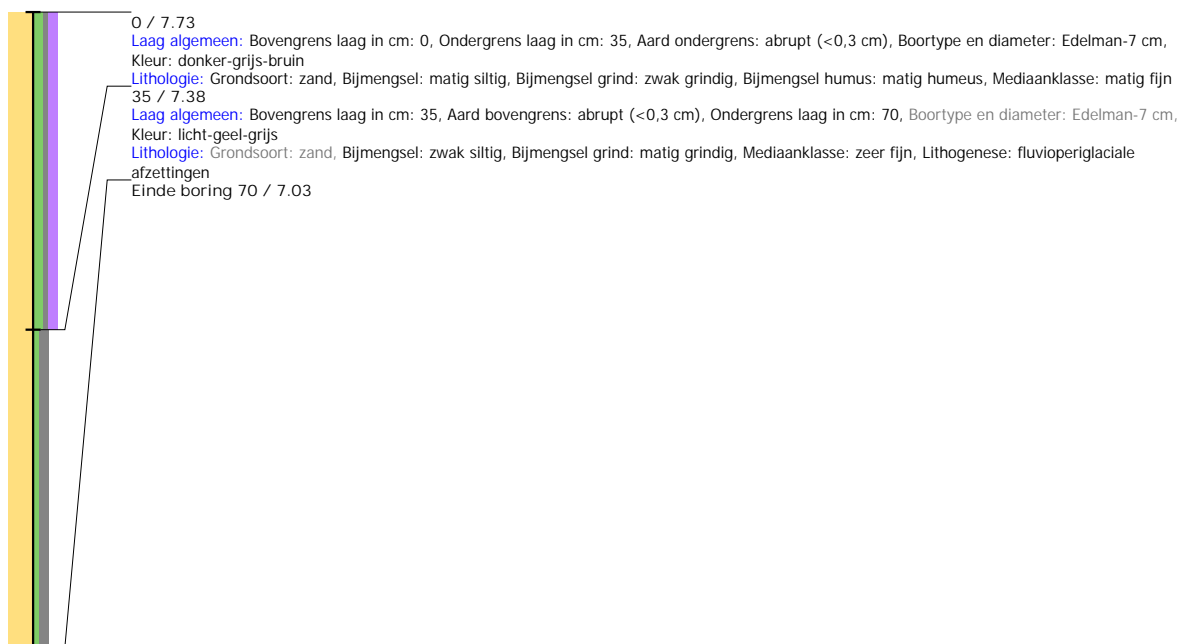 0 / 7.73
Laag algemeen: Bovengrens laag in cm: 0, Ondergrens laag in cm: 35, Aard ondergrens: abrupt (<0,3 cm), Boortype en diameter: Edelman-7 cm,
Kleur: donker-grijs-bruin
Lithologie: Grondsoort: zand, Bijmengsel: matig siltig, Bijmengsel grind: zwak grindig, Bijmengsel humus: matig humeus, Mediaanklasse: matig fijn
35 / 7.38
Laag algemeen: Bovengrens laag in cm: 35, Aard bovengrens: abrupt (<0,3 cm), Ondergrens laag in cm: 70, Boortype en diameter: Edelman-7 cm,
Kleur: licht-geel-grijs
Lithologie: Grondsoort: zand, Bijmengsel: zwak siltig, Bijmengsel grind: matig grindig, Mediaanklasse: zeer fijn, Lithogenese: fluvioperiglaciale
afzettingen
Einde boring 70 / 7.03